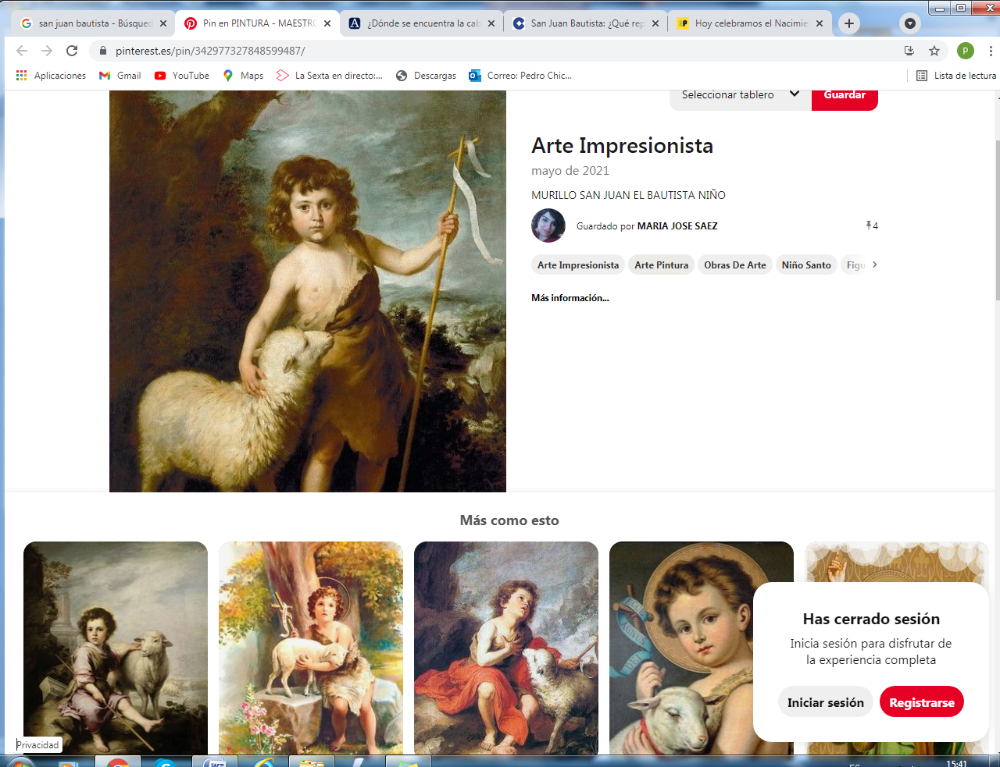 san juan bautista - Búsqued
Pin en PINTURA - MAESTRO
¿Dónde se encuentra la cab
San Juan Bautista: ¿Qué rep
Hoy celebramos el Nacimie
pinterest.es/pin/342977327848599487/
P
Aplicaciones
Gmail
YouTube
Maps
La Sexta en directo:...
Descargas
Correo: Pedro Chic...
Lista de lectura
Seleccionar tablero
Guardar
Arte Impresionista
mayo de 2021
MURILLO SAN JUAN EL BAUTISTA NIÑO
Guardado por MARIA JOSE SAEZ
4
Arte Impresionista
Arte Pintura
Obras De Arte
Niño Santo
Figu
Más información...
Más como esto
Has cerrado sesión
Inicia sesión para disfrutar de
la experiencia completa
Iniciar sesión
Registrarse
Privacidad
ES
15:41